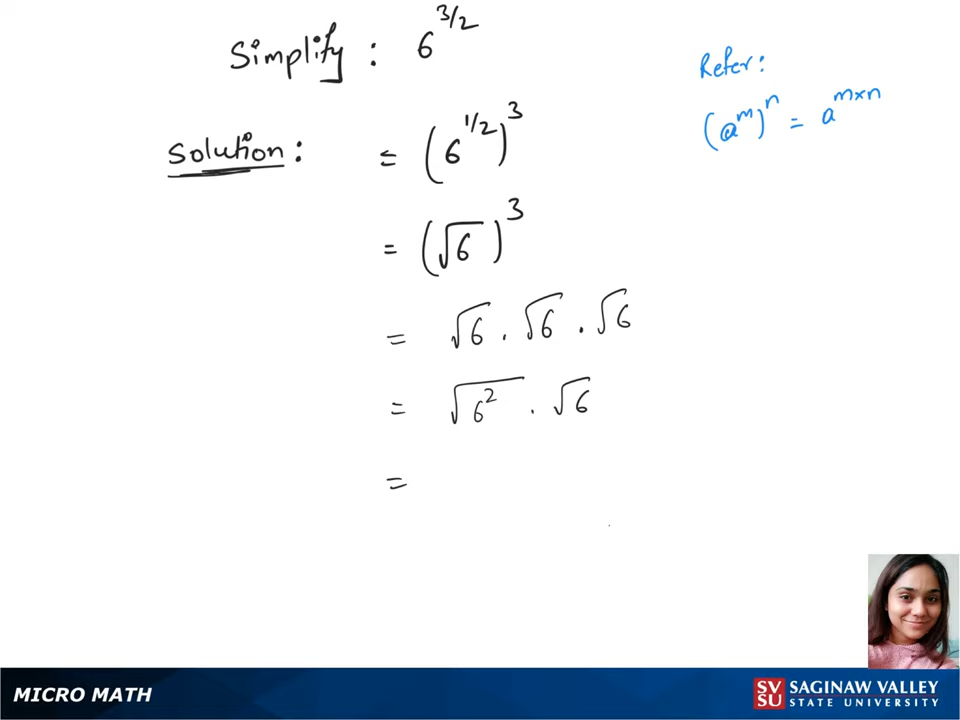 Simplify : 6^{3/2}
Refer :
(a^m)^n = a^{m×n}
Solution : = (6^{1/2})^3
= (√6)^3
= √6 . √6 . √6
= √6^2 . √6
=
MICRO MATH
SVSU SAGINAW VALLEY
STATE UNIVERSITY